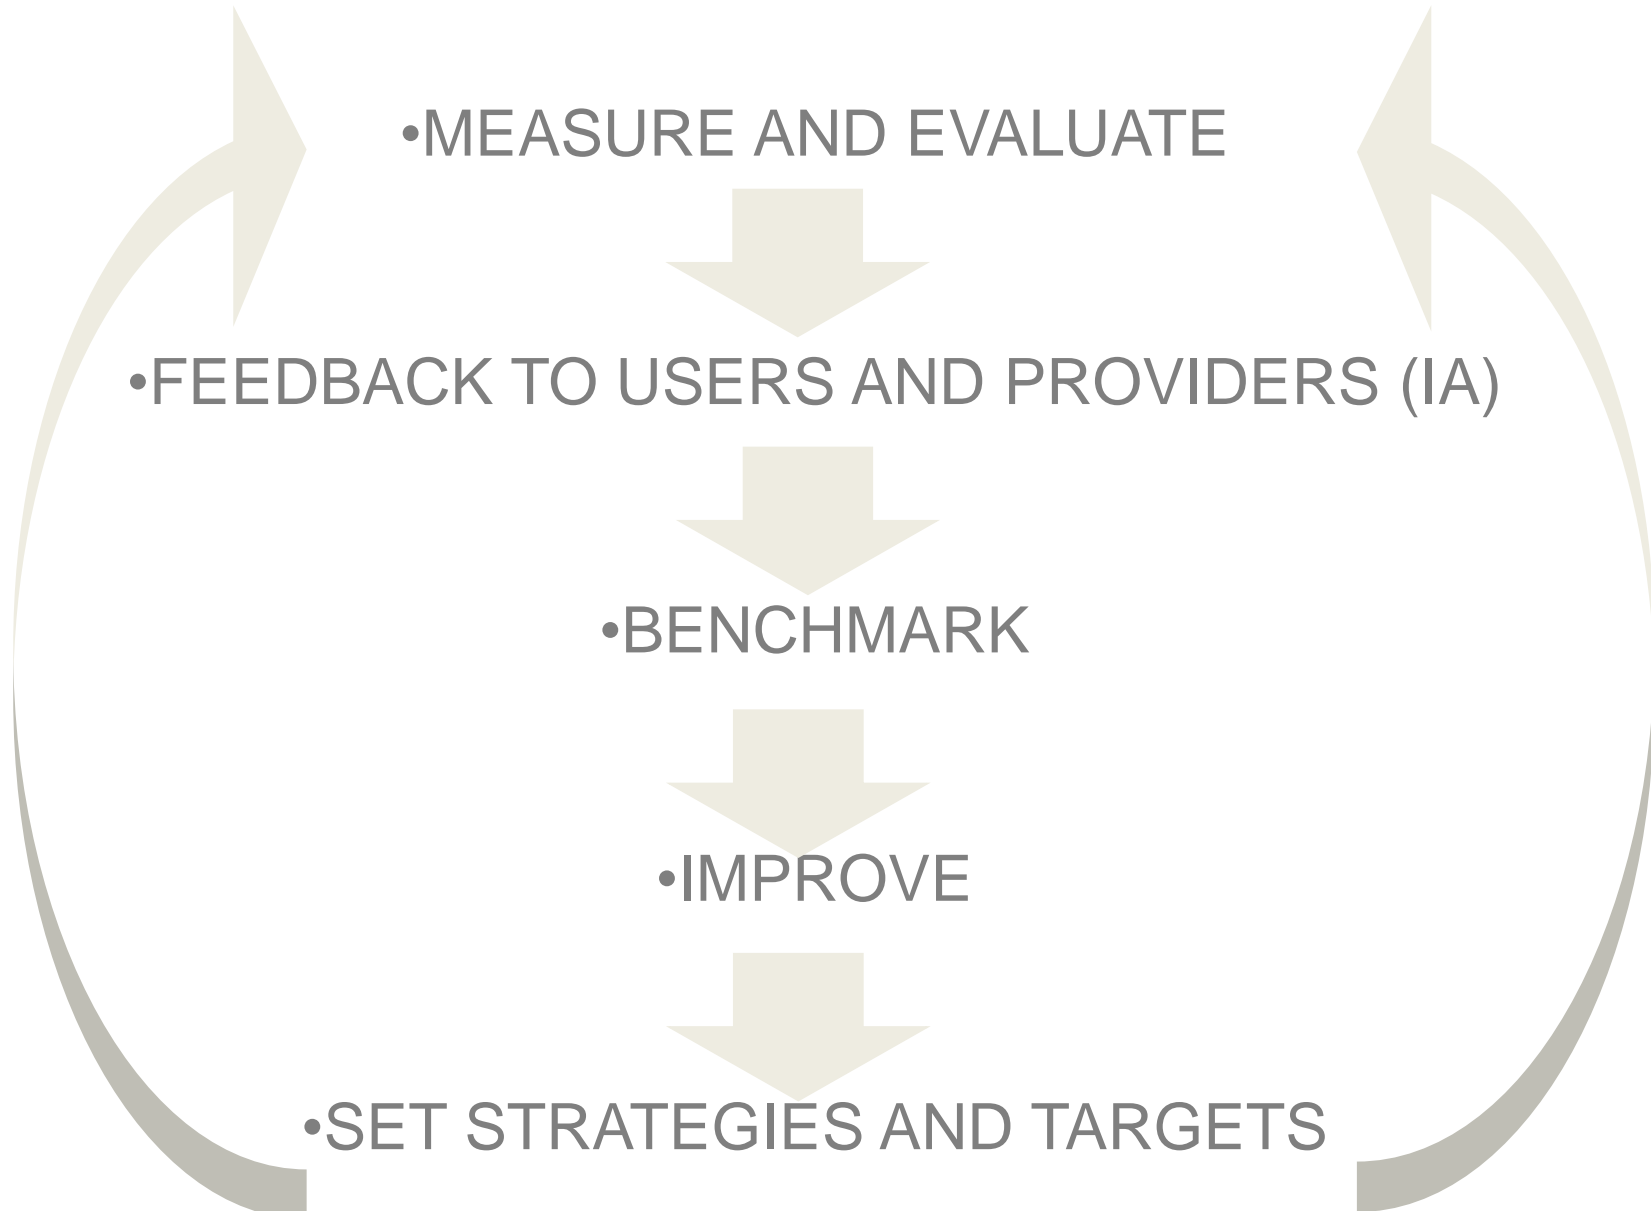 •MEASURE AND EVALUATE
•FEEDBACK TO USERS AND PROVIDERS (IA)
•BENCHMARK
•IMPROVE
•SET STRATEGIES AND TARGETS